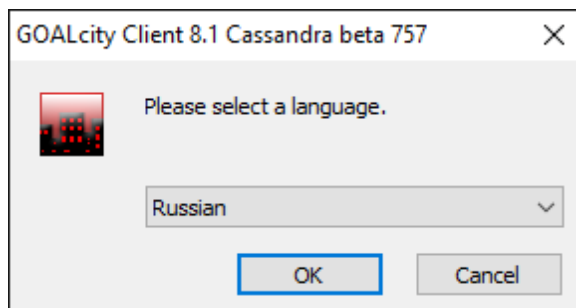 GOALcity Client 8.1 Cassandra beta 757
Please select a language.
Russian
OK
Cancel